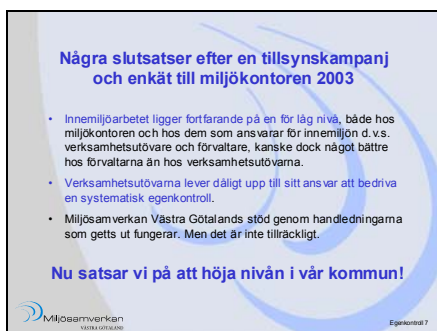 Några slutsatser efter en tillsynskampanj
och enkät till miljökontoren 2003
• Innemiljöarbetet ligger fortfarande på en för låg nivå, både hos
miljökontoren och hos dem som ansvarar för innemiljön d.v.s.
verksamhetsutövare och förvaltare, kanske dock något bättre
hos förvaltarna än hos verksamhetsutövarna.
• Verksamhetsutövarna lever dåligt upp till sitt ansvar att bedriva
en systematisk egenkontroll.
• Miljösamverkan Västra Götalands stöd genom handledningarna
som getts ut fungerar. Men det är inte tillräckligt.
Nu satsar vi på att höja nivån i vår kommun!
Miljösamverkan
VÄSTRA GÖTALAND
Egenkontroll 7